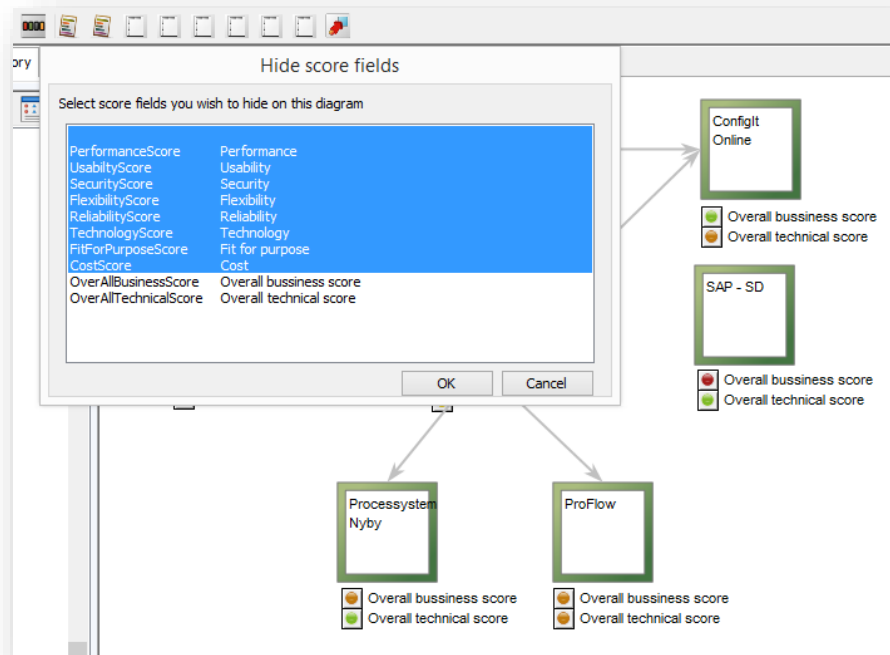 ory
Hide score fields
Select score fields you wish to hide on this diagram
PerformanceScore Performance
UsabiltyScore Usability
SecurityScore Security
FlexibilityScore Flexibility
ReliabilityScore Reliability
TechnologyScore Technology
FitForPurposeScore Fit for purpose
CostScore Cost
OverAllBusinessScore Overall bussiness score
OverAllTechnicalScore Overall technical score
OK Cancel
ConfigIt
Online
Overall bussiness score
Overall technical score
SAP - SD
Overall bussiness score
Overall technical score
Processystem
Nyby
Overall bussiness score
Overall technical score
ProFlow
Overall bussiness score
Overall technical score